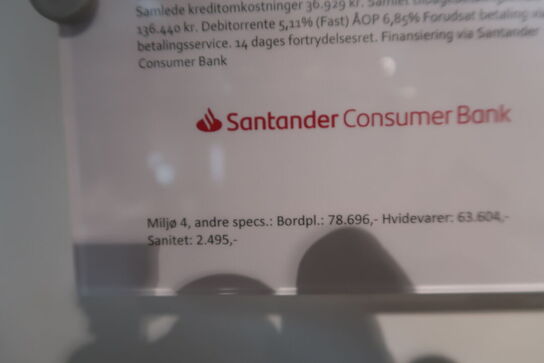 Samlede kreditomkostninger 36.929 kr. Samlet
136.440 kr. Debitorrente 5,11% (Fast) ÅOP 6,85% Forudsat betaling via
betalingsservice. 14 dages fortrydelsesret. Finansiering via Santander
Consumer Bank
Santander Consumer Bank
Miljø 4, andre specs.: Bordpl.: 78.696,- Hvidevarer: 63.604,-
Sanitet: 2.495,-